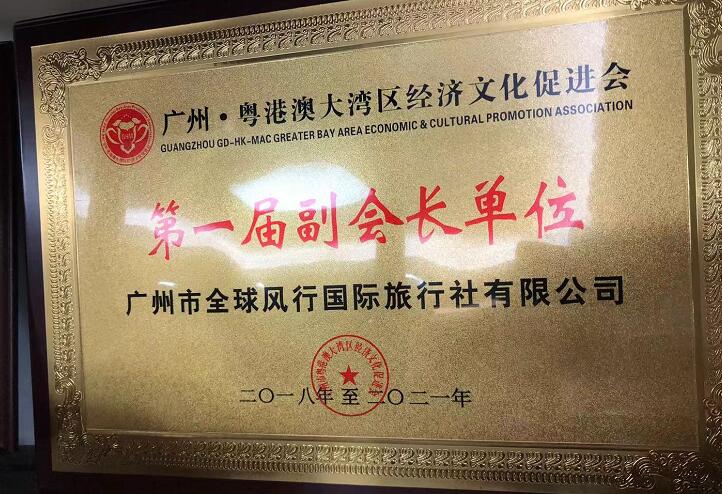 广州·粤港澳大湾区经济文化促进会
GUANGZHOU GD-HK-MAC GREATER BAY AREA ECONOMIC & CULTURAL PROMOTION ASSOCIATION
第一届副会长单位
广州市全球风行国际旅行社有限公司
二〇一八年至二〇二一年